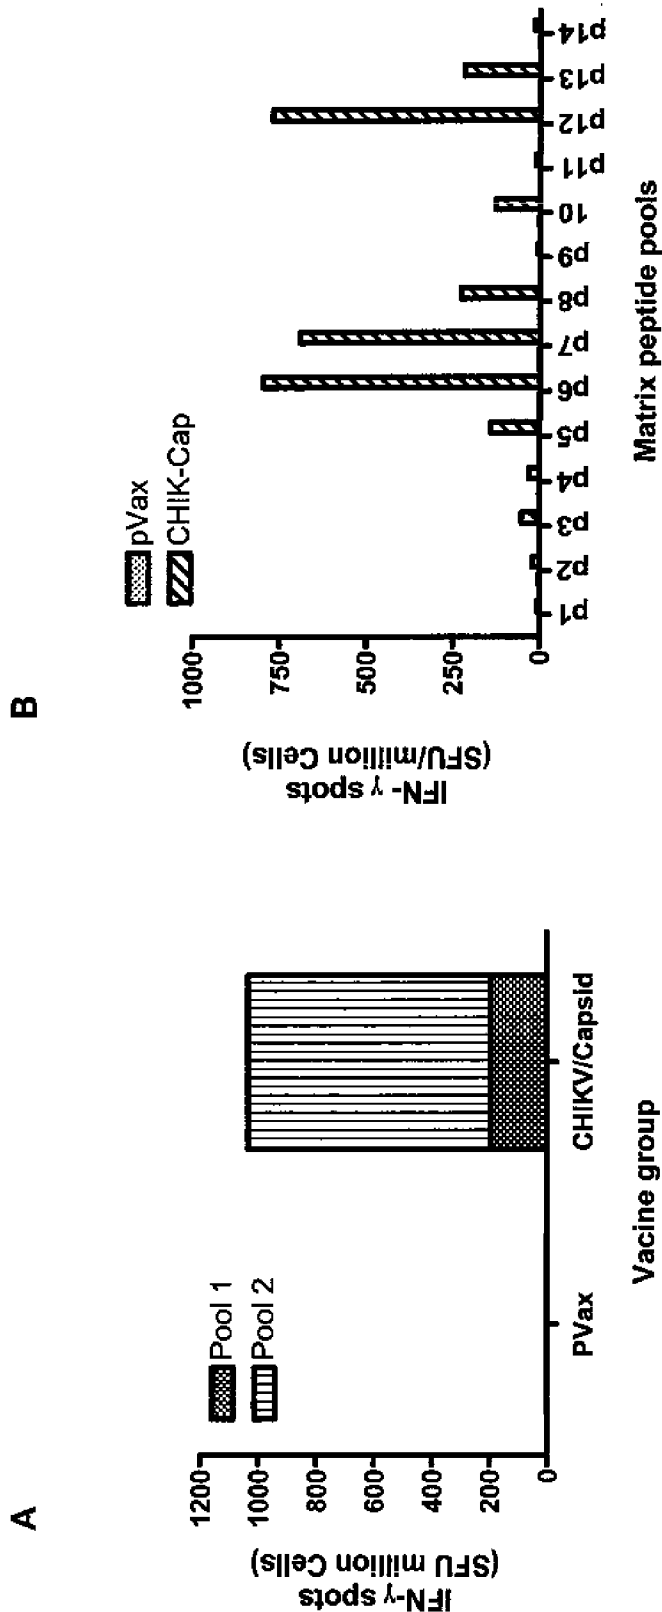 A
IFN-γ spots
(SFU million Cells)
1200
1000
800
600
400
200
0
Pool 1
Pool 2
PVax
CHIKV/Capsid
Vacine group
B
IFN- γ spots
(SFU/million Cells)
1000
750
500
250
0
pVax
CHIK-Cap
p1
p2
p3
p4
p5
p6
p7
p8
p9
10
p11
p12
p13
p14
Matrix peptide pools